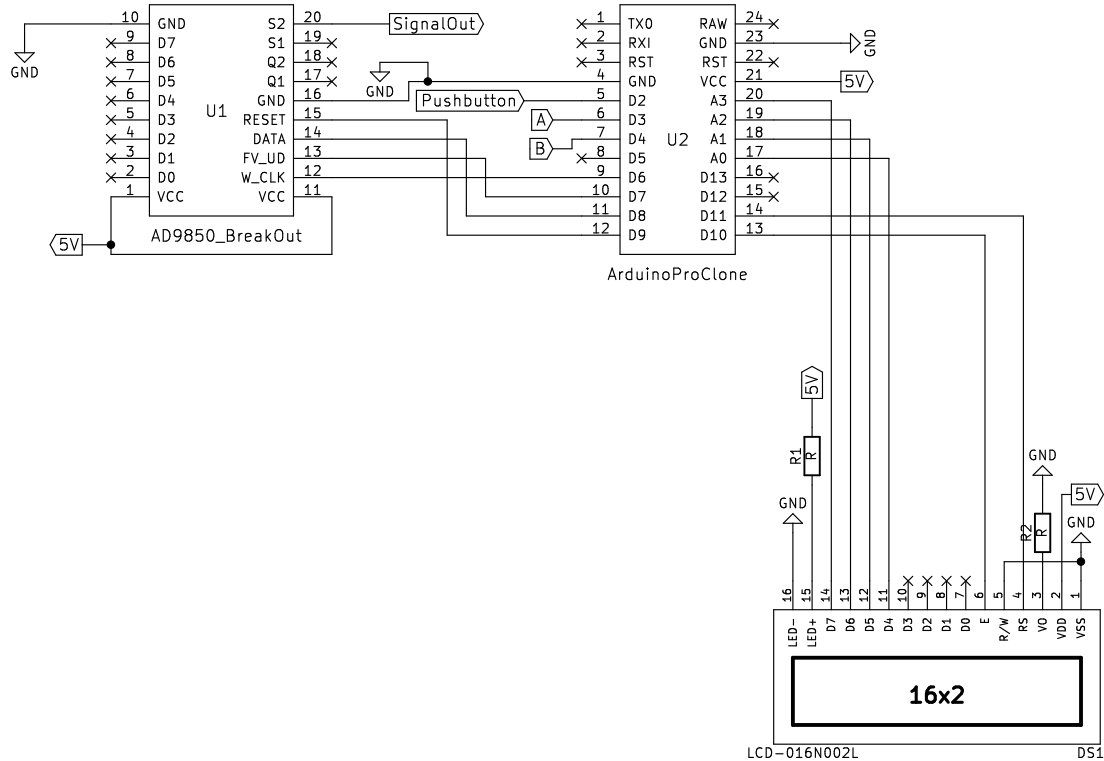 10 GND S2 20 SignalOut
9 D7 S1 19
8 D6 Q2 18
7 D5 Q1 17
6 D4 GND 16
5 D3 RESET 15
4 D2 DATA 14
3 D1 FV_UD 13
2 D0 W_CLK 12
1 VCC VCC 11
U1
AD9850_BreakOut
GND
5V
GND
Pushbutton
A
B
1 TX0 RAW 24
2 RXI GND 23 GND
3 RST RST 22
4 GND VCC 21 5V
5 D2 A3 20
6 D3 A2 19
7 D4 A1 18
8 D5 A0 17
9 D6 D13 16
10 D7 D12 15
11 D8 D11 14
12 D9 D10 13
U2
ArduinoProClone
5V
R1 R
GND
GND
R2 R
5V
GND
16 15 14 13 12 11 10 9 8 7 6 5 4 3 2 1
LED- LED+ D7 D6 D5 D4 D3 D2 D1 D0 E R/W RS VO VDD VSS
16x2
LCD-016N002L DS1